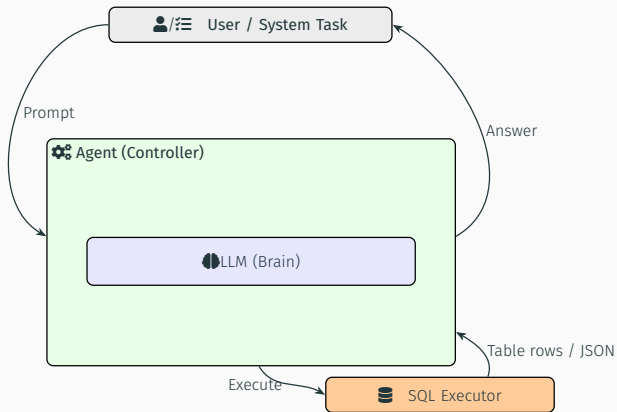 / User / System Task
Prompt
Answer
Agent (Controller)
LLM (Brain)
Table rows / JSON
Execute
SQL Executor